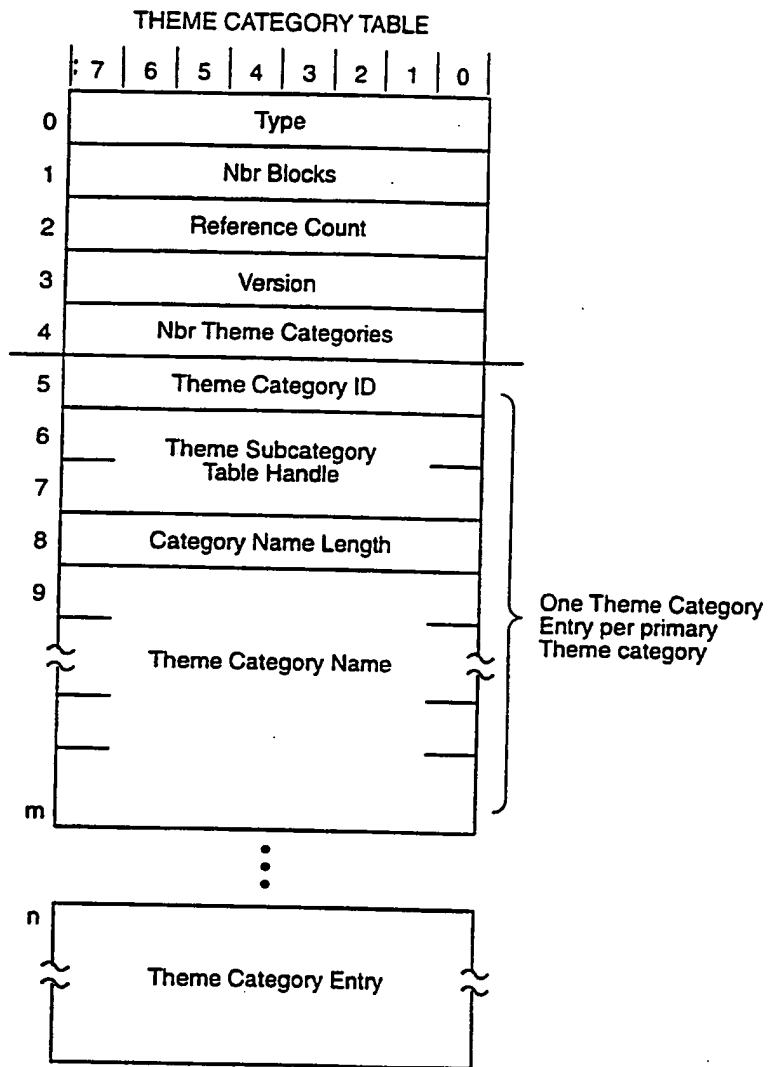 THEME CATEGORY TABLE
7 6 5 4 3 2 1 0
0 Type
1 Nbr Blocks
2 Reference Count
3 Version
4 Nbr Theme Categories
5 Theme Category ID
6 Theme Subcategory
7 Table Handle
8 Category Name Length
9
Theme Category Name
One Theme Category
Entry per primary
Theme category
m
n
Theme Category Entry